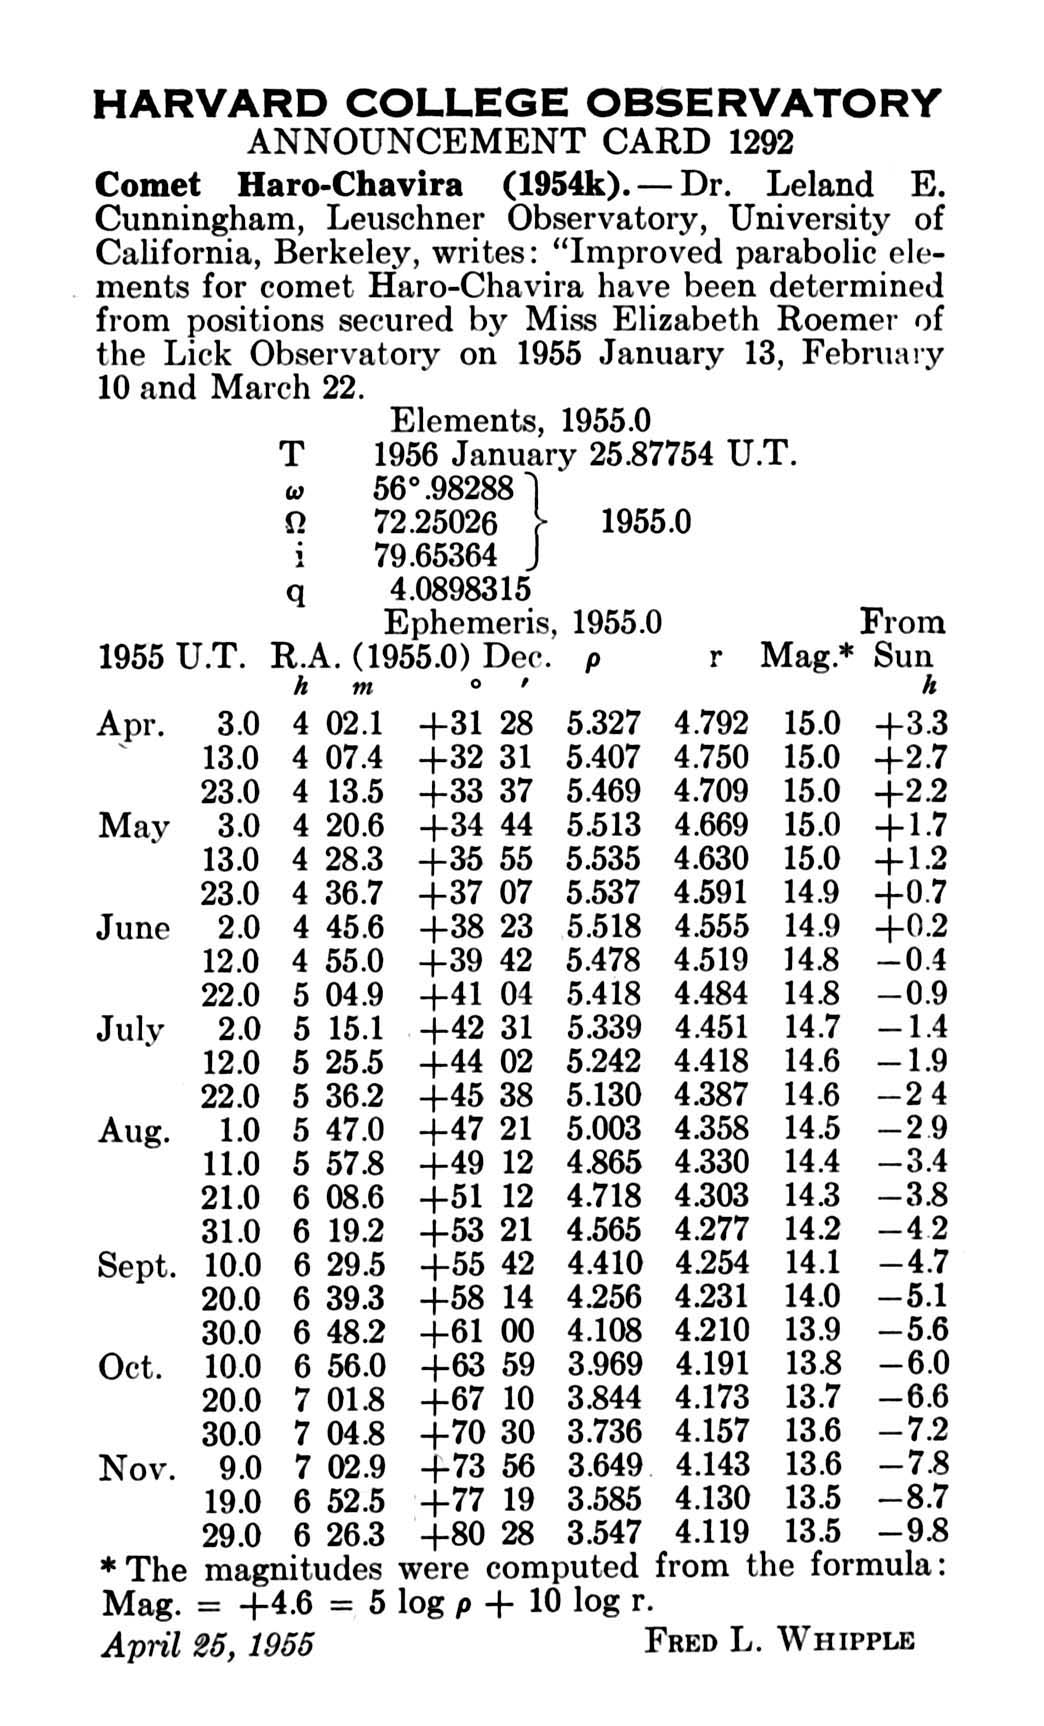 HARVARD COLLEGE OBSERVATORY
ANNOUNCEMENT CARD 1292
Comet Haro-Chavira (1954k).—Dr. Leland E.
Cunningham, Leuschner Observatory, University of
California, Berkeley, writes: “Improved parabolic ele-
ments for comet Haro-Chavira have been determined
from positions secured by Miss Elizabeth Roemer of
the Lick Observatory on 1955 January 13, February
10 and March 22.
Elements, 1955.0
T 1956 January 25.87754 U.T.
ω 56°.98288
Ω 72.25026 } 1955.0
i 79.65364
q 4.0898315
Ephemeris, 1955.0 From
1955 U.T. R.A. (1955.0) Dec. ρ r Mag.* Sun
h m ° ′ h
Apr. 3.0 4 02.1 +31 28 5.327 4.792 15.0 +3.3
13.0 4 07.4 +32 31 5.407 4.750 15.0 +2.7
23.0 4 13.5 +33 37 5.469 4.709 15.0 +2.2
May 3.0 4 20.6 +34 44 5.513 4.669 15.0 +1.7
13.0 4 28.3 +35 55 5.535 4.630 15.0 +1.2
23.0 4 36.7 +37 07 5.537 4.591 14.9 +0.7
June 2.0 4 45.6 +38 23 5.518 4.555 14.9 +0.2
12.0 4 55.0 +39 42 5.478 4.519 14.8 −0.4
22.0 5 04.9 +41 04 5.418 4.484 14.8 −0.9
July 2.0 5 15.1 +42 31 5.339 4.451 14.7 −1.4
12.0 5 25.5 +44 02 5.242 4.418 14.6 −1.9
22.0 5 36.2 +45 38 5.130 4.387 14.6 −2 4
Aug. 1.0 5 47.0 +47 21 5.003 4.358 14.5 −2.9
11.0 5 57.8 +49 12 4.865 4.330 14.4 −3.4
21.0 6 08.6 +51 12 4.718 4.303 14.3 −3.8
31.0 6 19.2 +53 21 4.565 4.277 14.2 −4.2
Sept. 10.0 6 29.5 +55 42 4.410 4.254 14.1 −4.7
20.0 6 39.3 +58 14 4.256 4.231 14.0 −5.1
30.0 6 48.2 +61 00 4.108 4.210 13.9 −5.6
Oct. 10.0 6 56.0 +63 59 3.969 4.191 13.8 −6.0
20.0 7 01.8 +67 10 3.844 4.173 13.7 −6.6
30.0 7 04.8 +70 30 3.736 4.157 13.6 −7.2
Nov. 9.0 7 02.9 +73 56 3.649 4.143 13.6 −7.8
19.0 6 52.5 +77 19 3.585 4.130 13.5 −8.7
29.0 6 26.3 +80 28 3.547 4.119 13.5 −9.8
* The magnitudes were computed from the formula:
Mag. = +4.6 = 5 log ρ + 10 log r.
April 25, 1955 FRED L. WHIPPLE